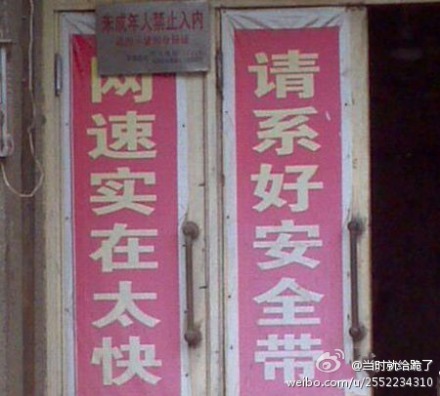 未成年人禁止入内
网速实在太快
请系好安全带
@当时就给跪了
weibo.com/u/2552234310